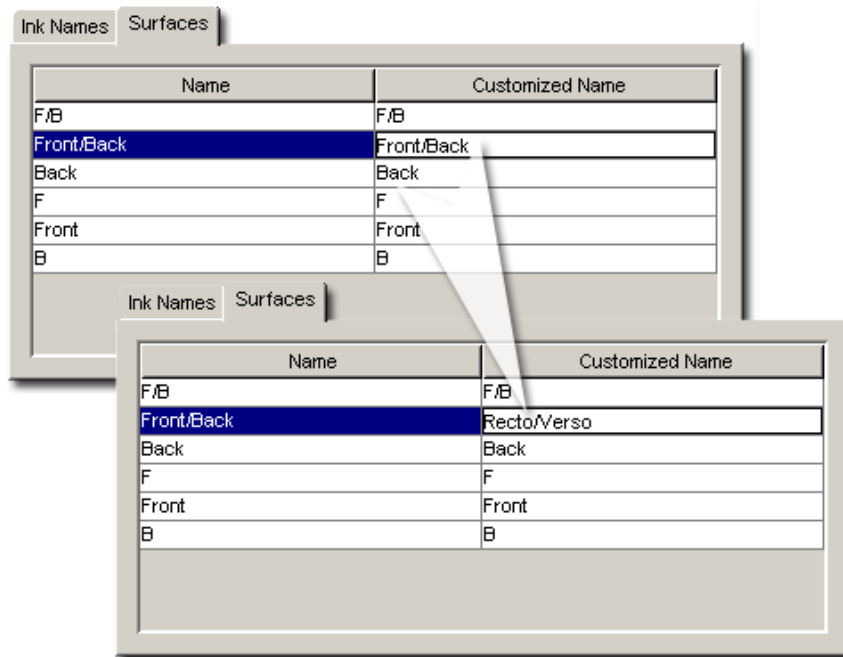 Ink Names Surfaces
Name Customized Name
F/B F/B
Front/Back Front/Back
Back Back
F F
Front Front
B B
Ink Names Surfaces
Name Customized Name
F/B F/B
Front/Back Recto/Verso
Back Back
F F
Front Front
B B